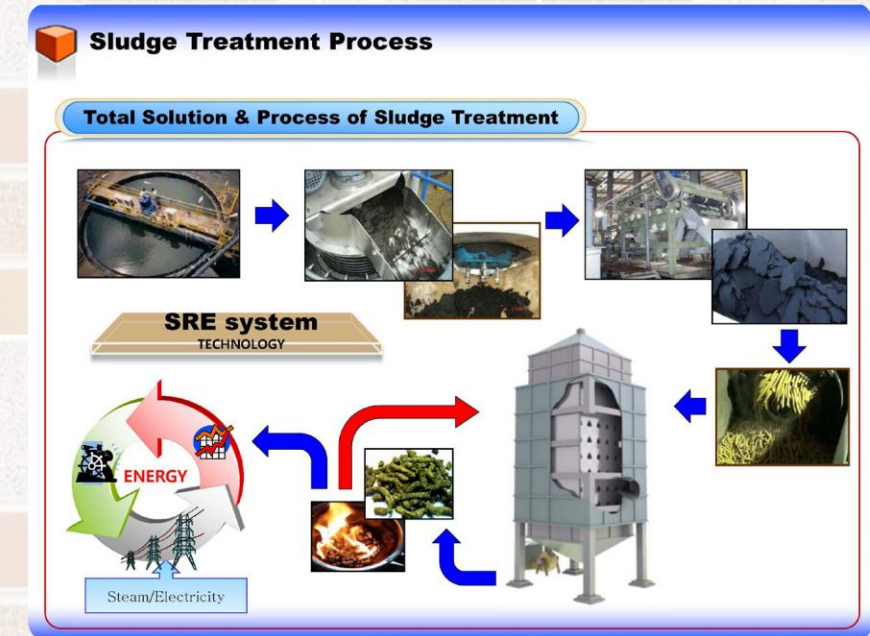 Sludge Treatment Process
Total Solution & Process of Sludge Treatment
SRE system
TECHNOLOGY
ENERGY
Steam/Electricity